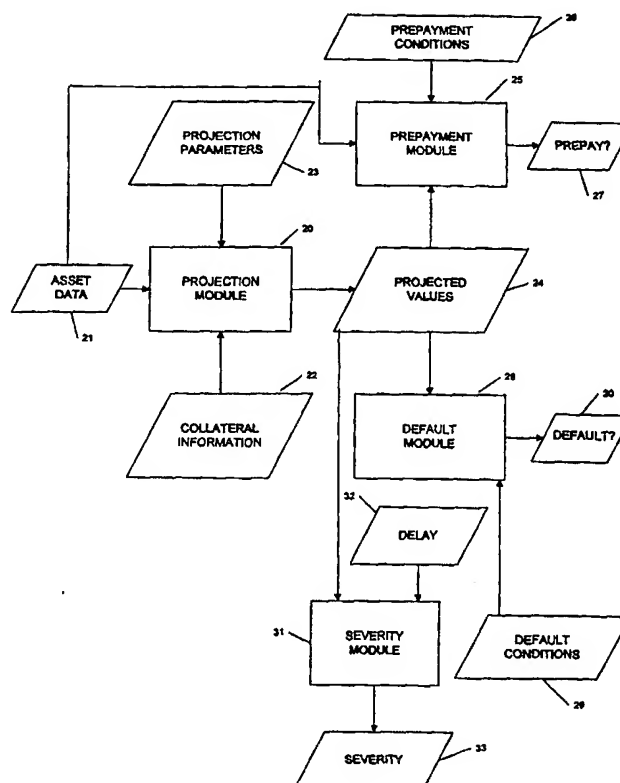 PREPAYMENT
CONDITIONS
26
25
PROJECTION
PARAMETERS
23
PREPAYMENT
MODULE
PREPAY?
27
20
ASSET
DATA
21
PROJECTION
MODULE
PROJECTED
VALUES
24
22
COLLATERAL
INFORMATION
28
DEFAULT
MODULE
30
DEFAULT?
32
DELAY
31
SEVERITY
MODULE
DEFAULT
CONDITIONS
29
SEVERITY
33